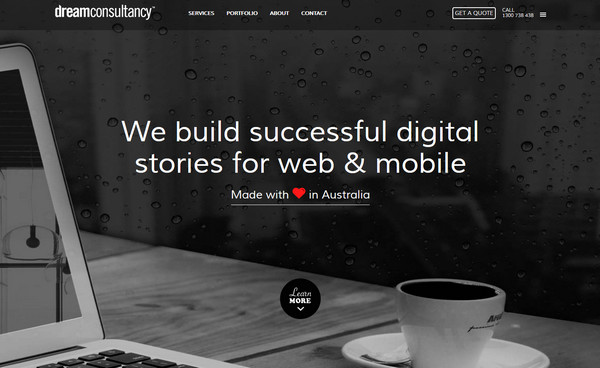 dreamconsultancy™
SERVICES PORTFOLIO ABOUT CONTACT
GET A QUOTE
CALL
1300 738 438
We build successful digital
stories for web & mobile
Made with ❤ in Australia
Learn
MORE